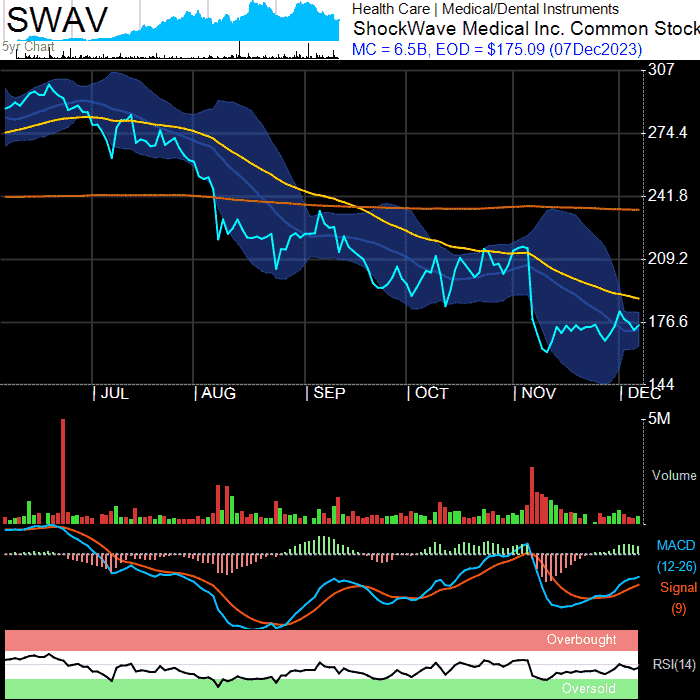 SWAV
5yr Chart
Health Care | Medical/Dental Instruments
ShockWave Medical Inc. Common Stock
MC = 6.5B, EOD = $175.09 (07Dec2023)
307
274.4
241.8
209.2
176.6
144
JUL AUG SEP OCT NOV DEC
5M
Volume
MACD
(12-26)
Signal
(9)
Overbought
RSI(14)
Oversold